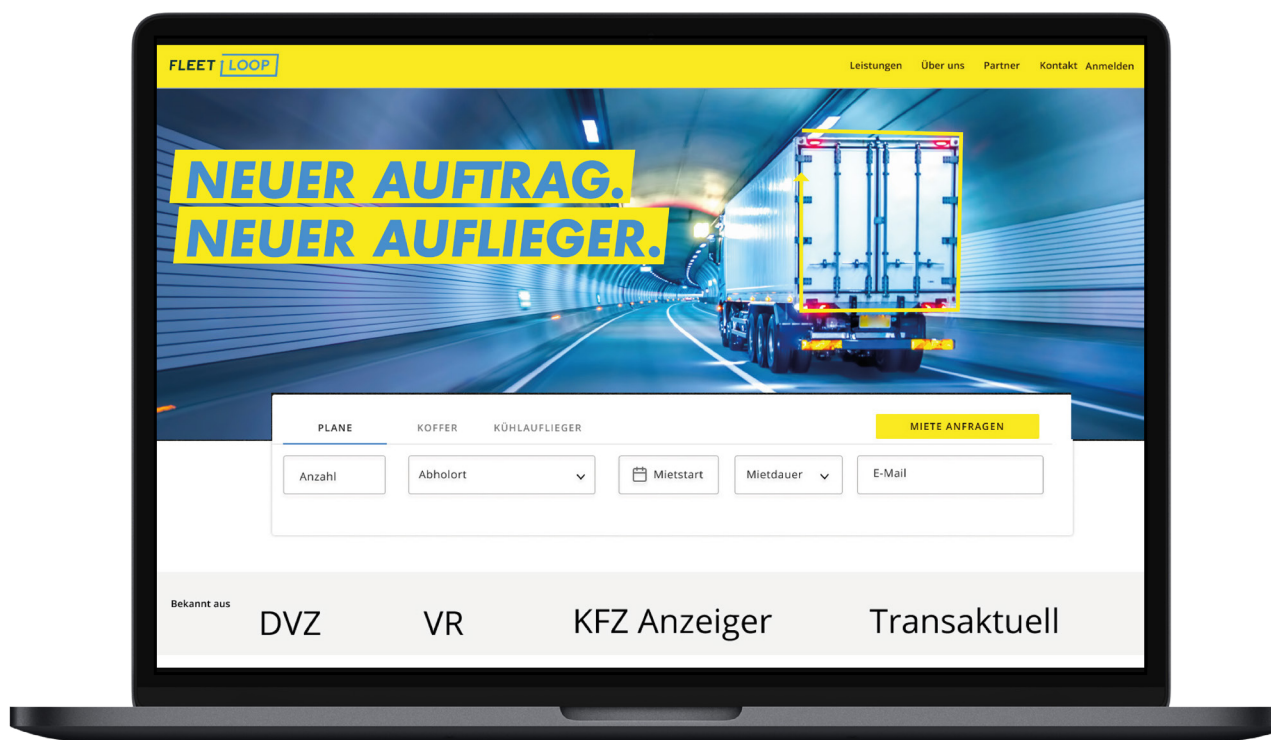 FLEET LOOP
Leistungen Über uns Partner Kontakt Anmelden
NEUER AUFTRAG.
NEUER AUFLIEGER.
PLANE KOFFER KÜHLAUFLIEGER MIETE ANFRAGEN
Anzahl Abholort Mietstart Mietdauer E-Mail
Bekannt aus
DVZ VR KFZ Anzeiger Transaktuell